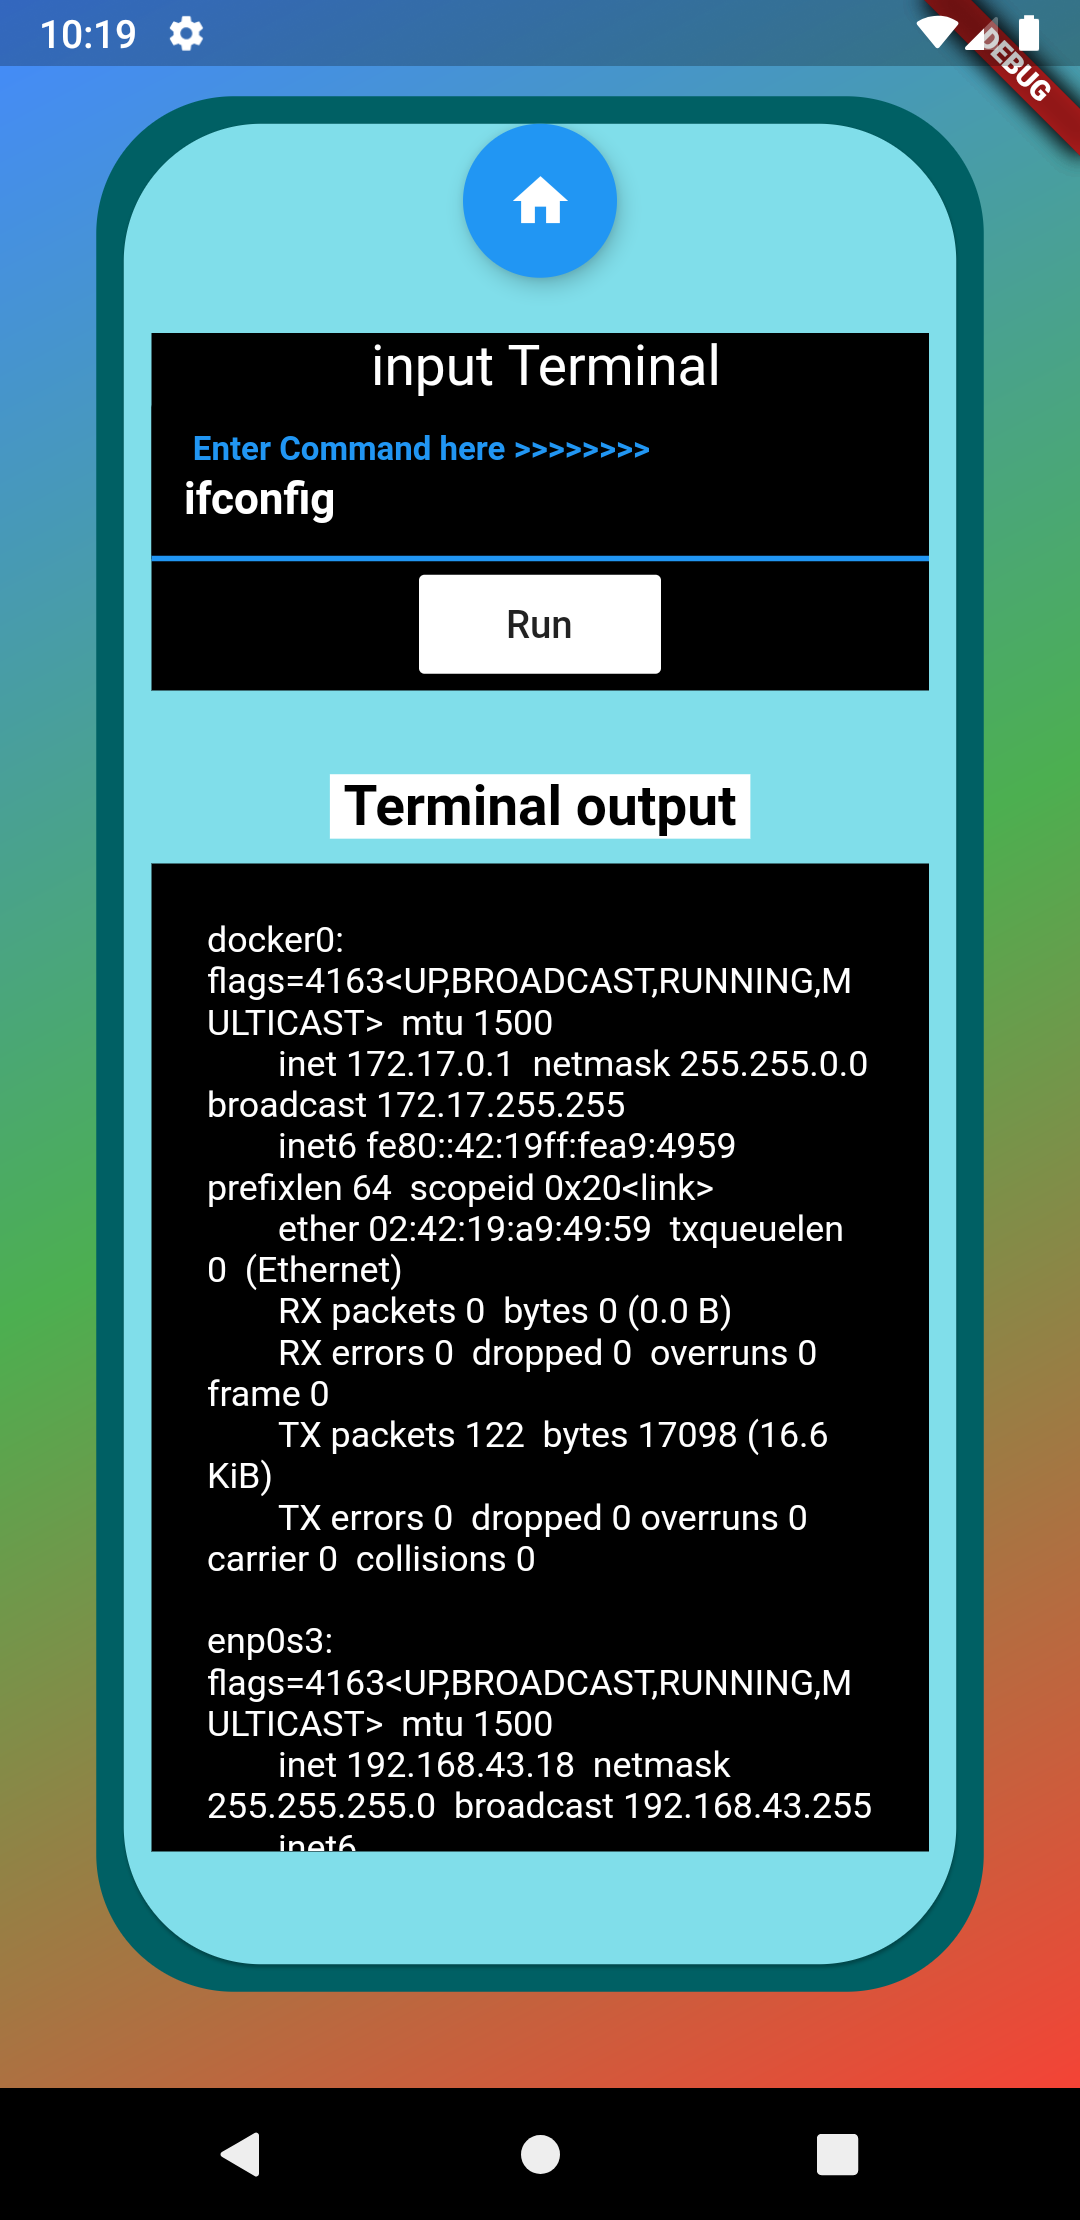 10:19
DEBUG
input Terminal
Enter Command here >>>>>>>>
ifconfig
Run
Terminal output
docker0:
flags=4163<UP,BROADCAST,RUNNING,M
ULTICAST>  mtu 1500
        inet 172.17.0.1  netmask 255.255.0.0
broadcast 172.17.255.255
        inet6 fe80::42:19ff:fea9:4959
prefixlen 64  scopeid 0x20<link>
        ether 02:42:19:a9:49:59  txqueuelen
0  (Ethernet)
        RX packets 0  bytes 0 (0.0 B)
        RX errors 0  dropped 0  overruns 0
frame 0
        TX packets 122  bytes 17098 (16.6
KiB)
        TX errors 0  dropped 0 overruns 0
carrier 0  collisions 0

enp0s3:
flags=4163<UP,BROADCAST,RUNNING,M
ULTICAST>  mtu 1500
        inet 192.168.43.18  netmask
255.255.255.0  broadcast 192.168.43.255
        inet6